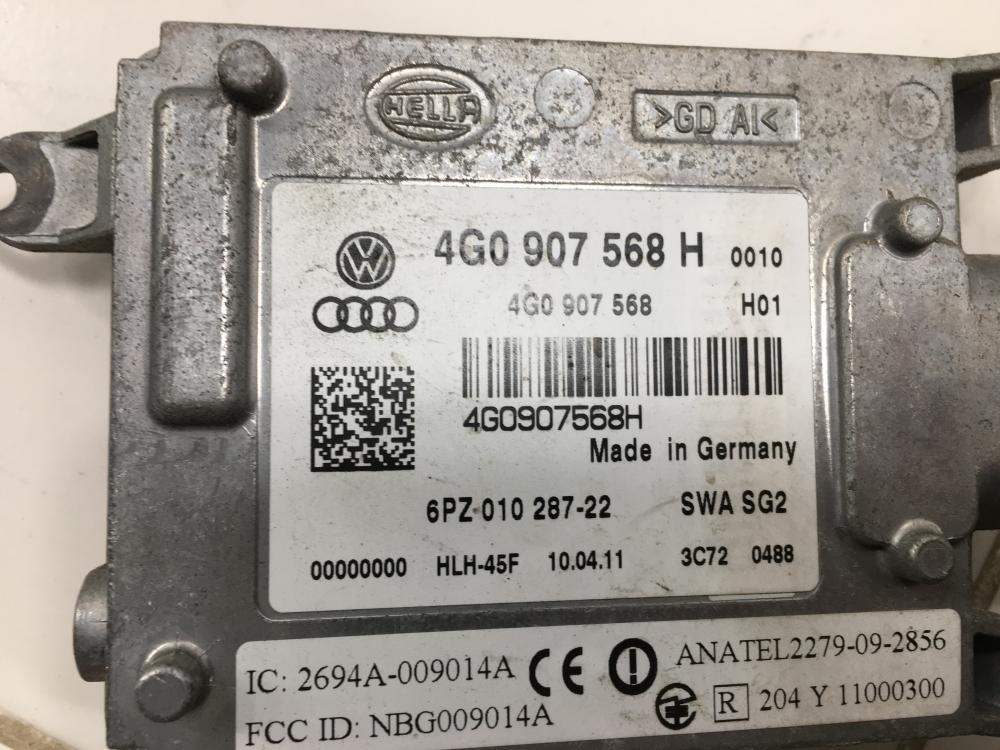 HELLA
>GD Al<
4G0 907 568 H 0010
4G0 907 568 H01
4G0907568H
Made in Germany
6PZ 010 287-22 SWA SG2
00000000 HLH-45F 10.04.11 3C72 0488
IC: 2694A-009014A CE ANATEL2279-09-2856
FCC ID: NBG009014A R 204 Y 11000300